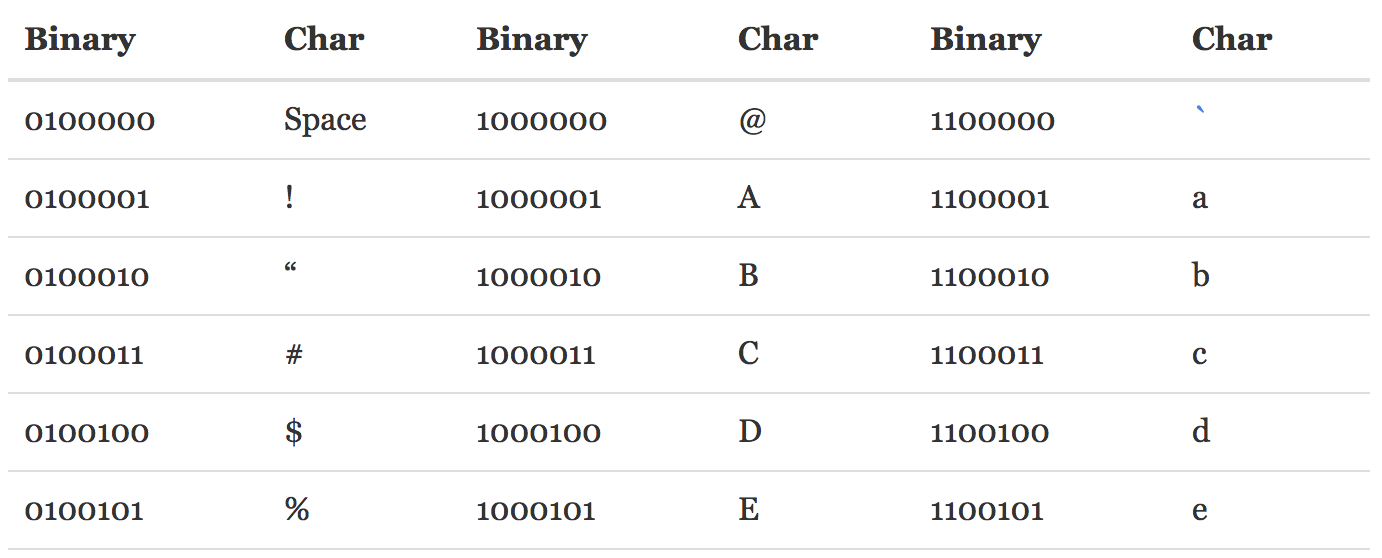 Binary Char Binary Char Binary Char
0100000 Space 1000000 @ 1100000 `
0100001 ! 1000001 A 1100001 a
0100010 “ 1000010 B 1100010 b
0100011 # 1000011 C 1100011 c
0100100 $ 1000100 D 1100100 d
0100101 % 1000101 E 1100101 e